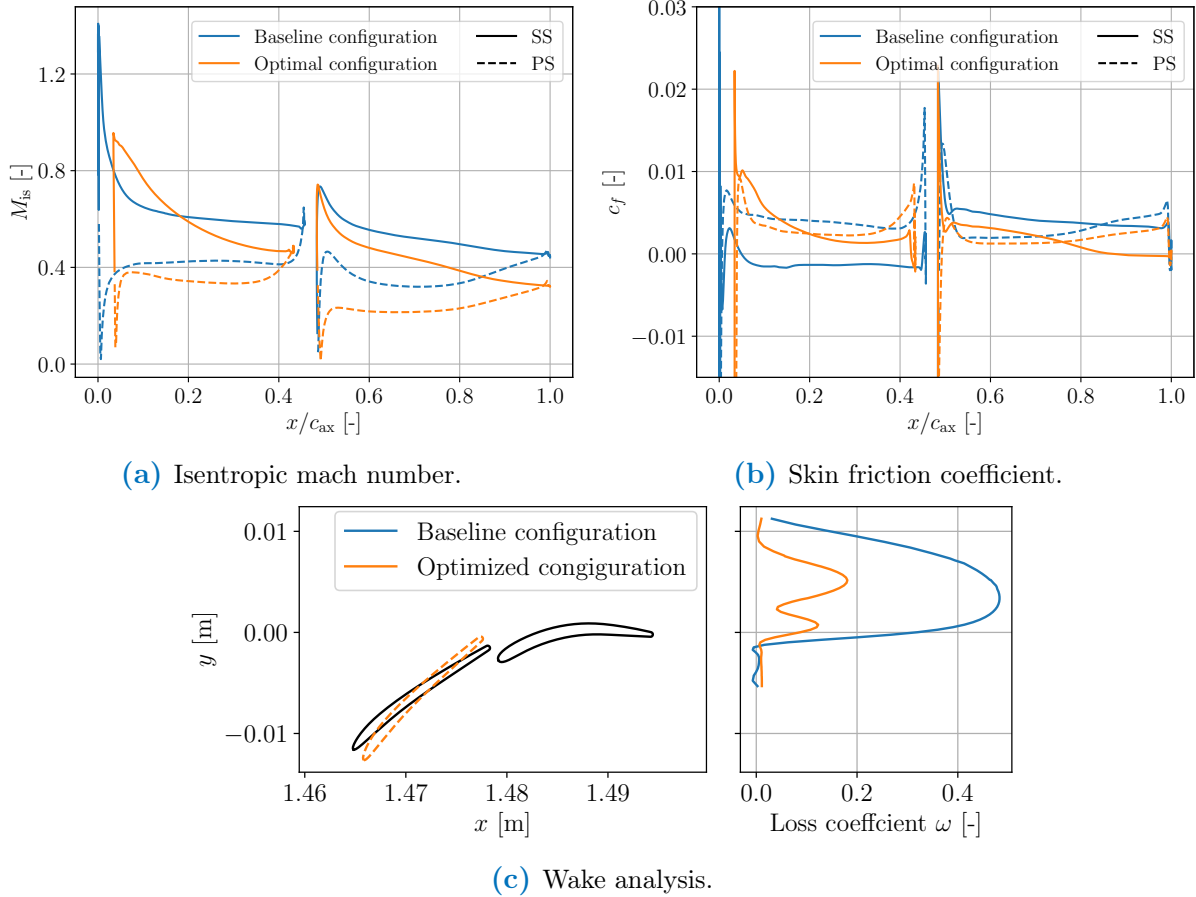 Baseline configuration
Optimal configuration
SS
PS
1.2
0.8
0.4
0.0
M_is [-]
0.0 0.2 0.4 0.6 0.8 1.0
x/c_ax [-]
(a) Isentropic mach number.
Baseline configuration
Optimal configuration
SS
PS
0.03
0.02
0.01
0.00
−0.01
c_f [-]
0.0 0.2 0.4 0.6 0.8 1.0
x/c_ax [-]
(b) Skin friction coefficient.
Baseline configuration
Optimized congiguration
0.01
0.00
−0.01
y [m]
1.46 1.47 1.48 1.49
x [m]
0.0 0.2 0.4
Loss coeffcient ω [-]
(c) Wake analysis.